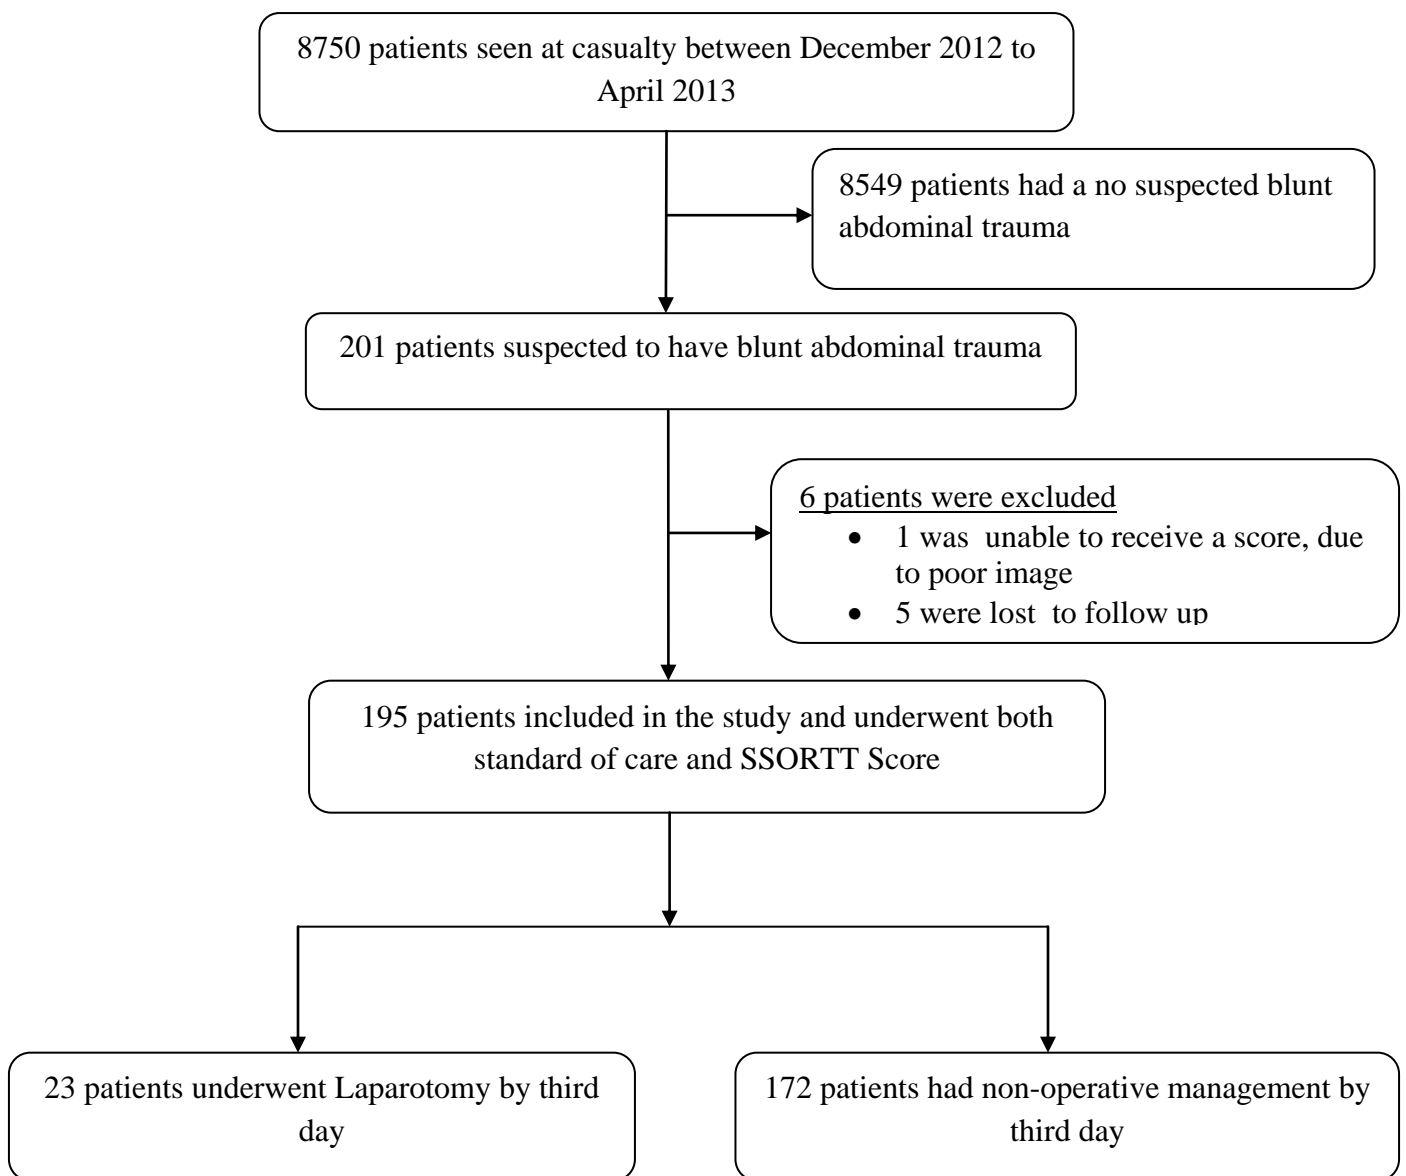 8750 patients seen at casualty between December 2012 to
April 2013
8549 patients had a no suspected blunt
abdominal trauma
201 patients suspected to have blunt abdominal trauma
6 patients were excluded
• 1 was unable to receive a score, due
to poor image
• 5 were lost to follow up
195 patients included in the study and underwent both
standard of care and SSORTT Score
23 patients underwent Laparotomy by third
day
172 patients had non-operative management by
third day